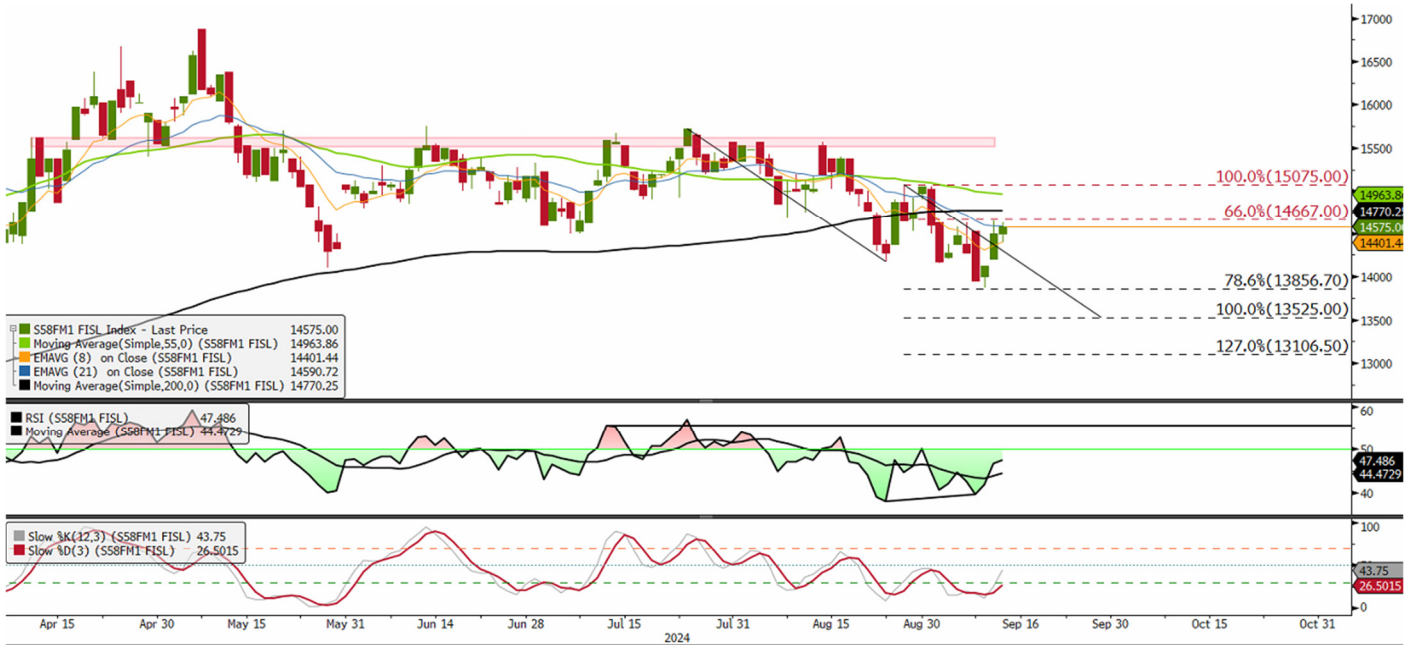 17000
16500
16000
15500
100.0%(15075.00)
14963.86
14770.25
66.0%(14667.00)
14575.00
14401.44
14000
78.6%(13856.70)
100.0%(13525.00)
13500
127.0%(13106.50)
13000
S58FM1 FISL Index - Last Price 14575.00
Moving Average(Simple,55,0) (S58FM1 FISL) 14963.86
EMAVG (8) on Close (S58FM1 FISL) 14401.44
EMAVG (21) on Close (S58FM1 FISL) 14590.72
Moving Average(Simple,200,0) (S58FM1 FISL) 14770.25
RSI (S58FM1 FISL) 47.486
Moving Average (S58FM1 FISL) 44.4729
60
50
47.486
44.4729
40
Slow %K(12,3) (S58FM1 FISL) 43.75
Slow %D(3) (S58FM1 FISL) 26.5015
100
43.75
26.5015
0
Apr 15 Apr 30 May 15 May 31 Jun 14 Jun 28 Jul 15 Jul 31 Aug 15 Aug 30 Sep 16 Sep 30 Oct 15 Oct 31
2024